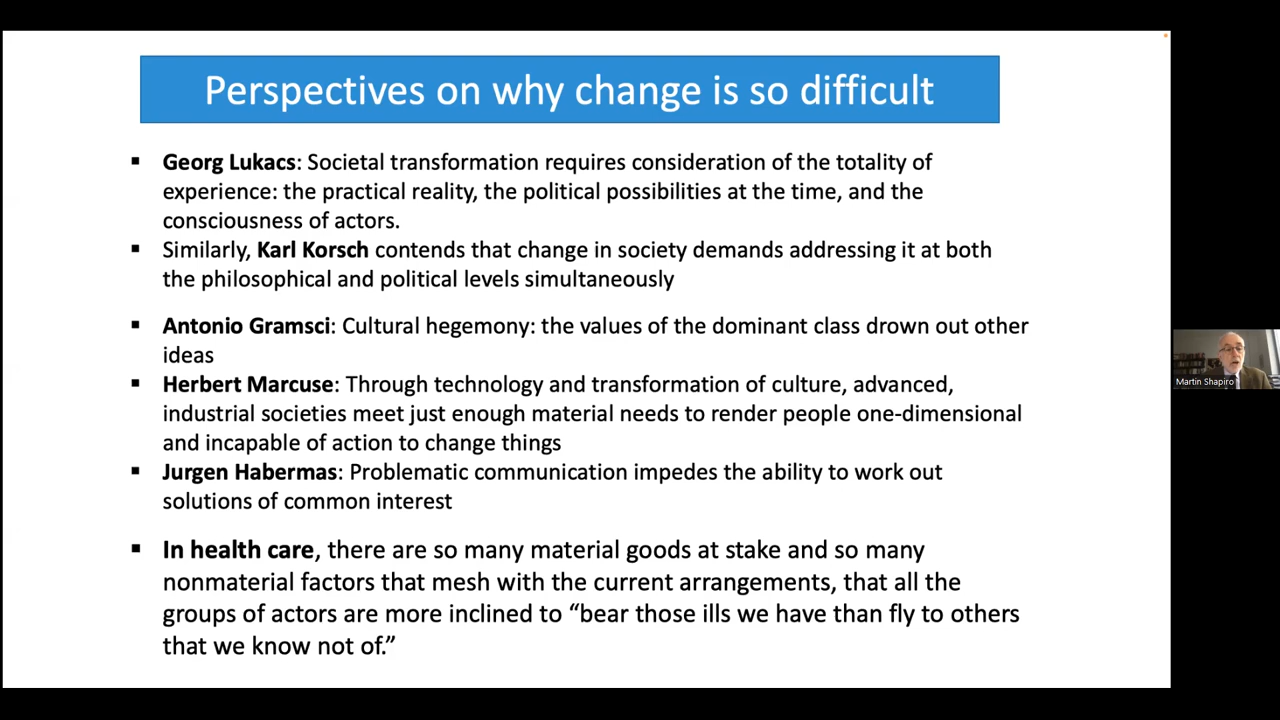 Perspectives on why change is so difficult
▪ Georg Lukacs: Societal transformation requires consideration of the totality of
experience: the practical reality, the political possibilities at the time, and the
consciousness of actors.
▪ Similarly, Karl Korsch contends that change in society demands addressing it at both
the philosophical and political levels simultaneously
▪ Antonio Gramsci: Cultural hegemony: the values of the dominant class drown out other
ideas
▪ Herbert Marcuse: Through technology and transformation of culture, advanced,
industrial societies meet just enough material needs to render people one-dimensional
and incapable of action to change things
▪ Jurgen Habermas: Problematic communication impedes the ability to work out
solutions of common interest
▪ In health care, there are so many material goods at stake and so many
nonmaterial factors that mesh with the current arrangements, that all the
groups of actors are more inclined to “bear those ills we have than fly to others
that we know not of.”
Martin Shapiro